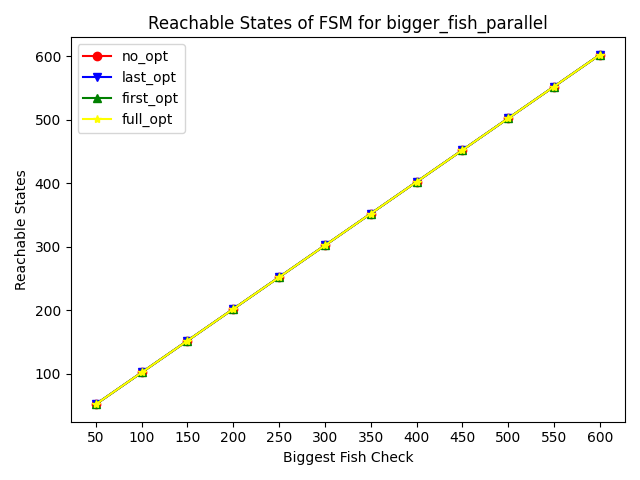 Reachable States of FSM for bigger_fish_parallel
no_opt
last_opt
first_opt
full_opt
Reachable States
600
500
400
300
200
100
50 100 150 200 250 300 350 400 450 500 550 600
Biggest Fish Check